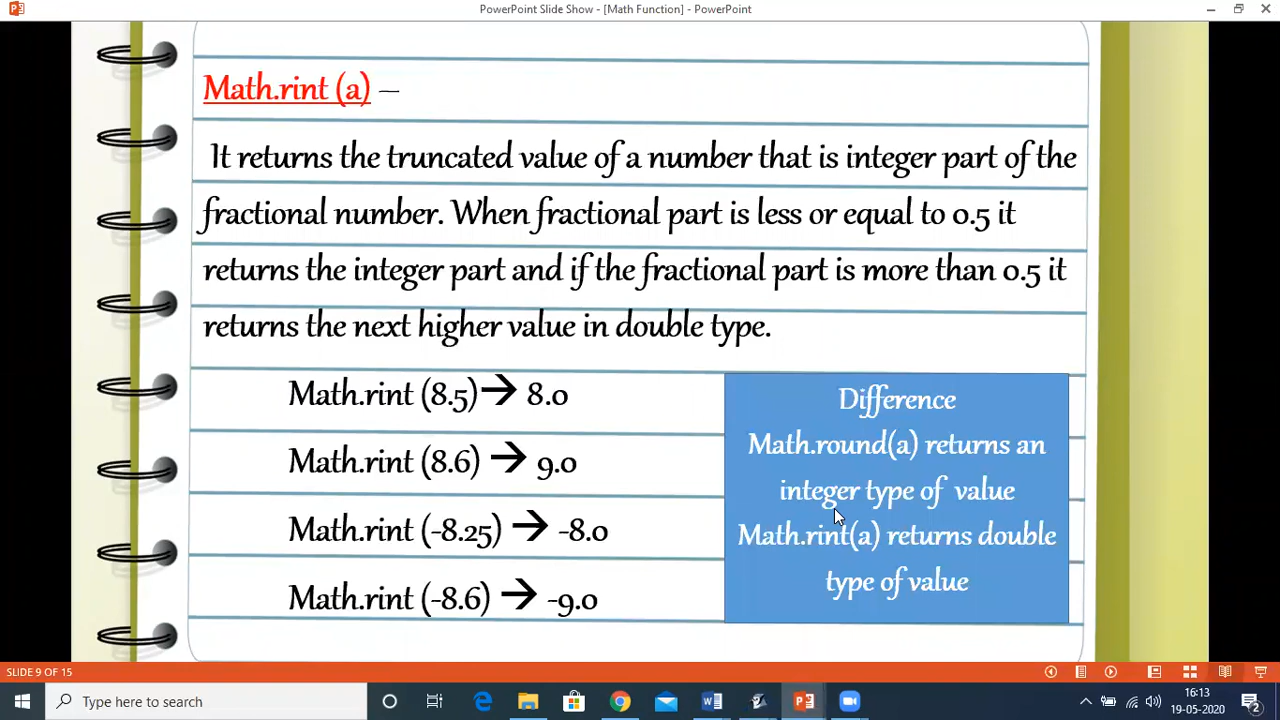 PowerPoint Slide Show - [Math Function] - PowerPoint
Math.rint (a) –
It returns the truncated value of a number that is integer part of the
fractional number. When fractional part is less or equal to 0.5 it
returns the integer part and if the fractional part is more than 0.5 it
returns the next higher value in double type.
Math.rint (8.5)→ 8.0
Math.rint (8.6) → 9.0
Math.rint (-8.25) → -8.0
Math.rint (-8.6) → -9.0
Difference
Math.round(a) returns an
integer type of value
Math.rint(a) returns double
type of value
SLIDE 9 OF 15
Type here to search
16:13
19-05-2020
2